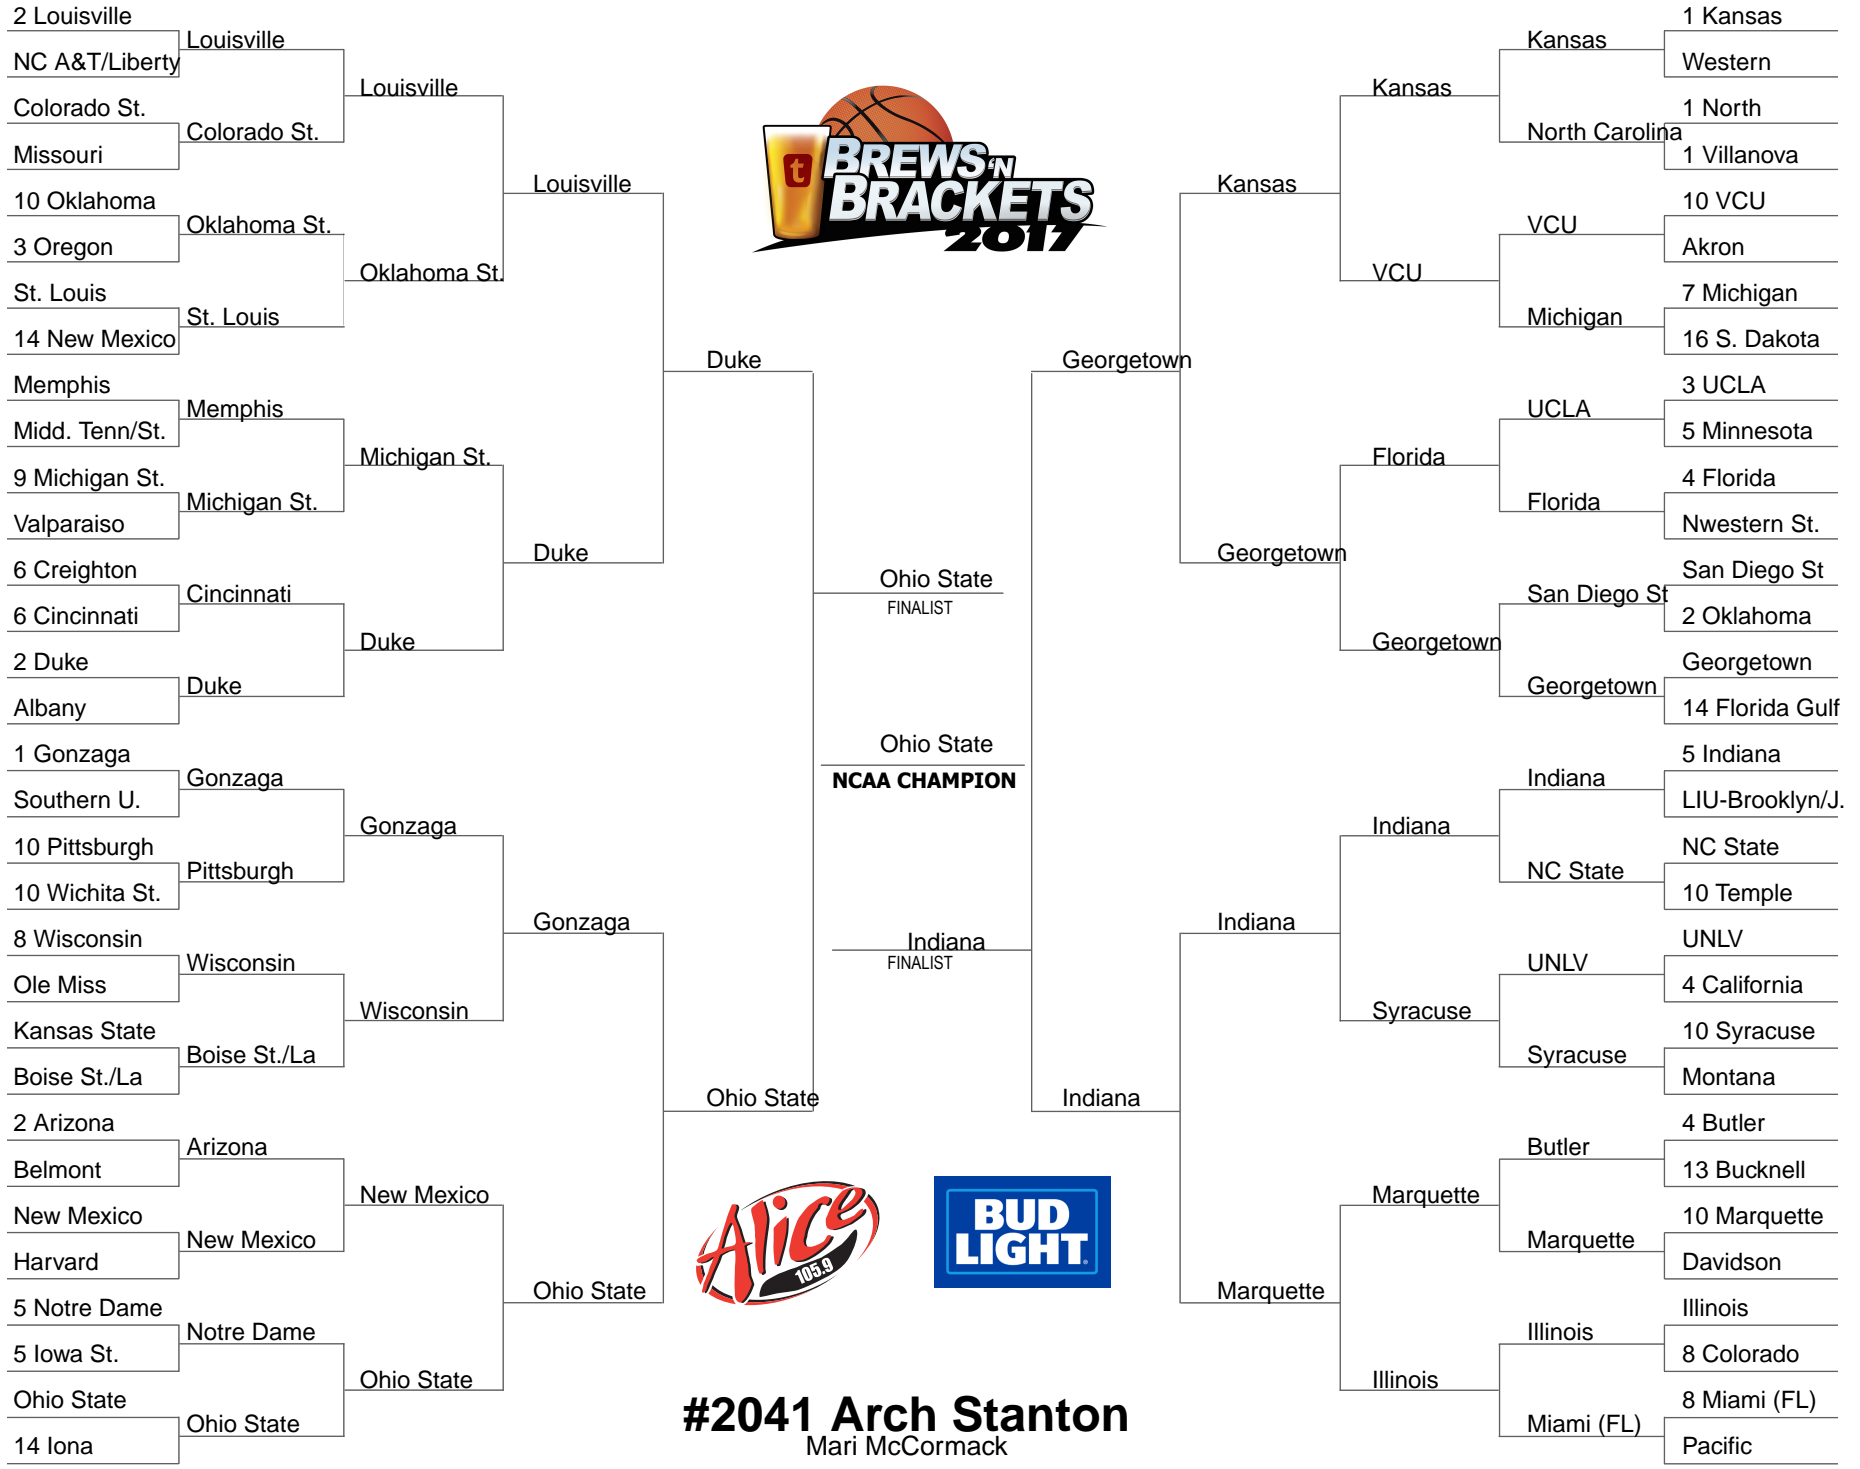 2 Louisville
NC A&T/Liberty
Colorado St.
Missouri
10 Oklahoma
3 Oregon
St. Louis
14 New Mexico
Memphis
Midd. Tenn/St.
9 Michigan St.
Valparaiso
6 Creighton
6 Cincinnati
2 Duke
Albany
1 Gonzaga
Southern U.
10 Pittsburgh
10 Wichita St.
8 Wisconsin
Ole Miss
Kansas State
Boise St./La
2 Arizona
Belmont
New Mexico
Harvard
5 Notre Dame
5 Iowa St.
Ohio State
14 Iona
Louisville
Colorado St.
Oklahoma St.
St. Louis
Memphis
Michigan St.
Cincinnati
Duke
Gonzaga
Pittsburgh
Wisconsin
Boise St./La
Arizona
New Mexico
Notre Dame
Ohio State
Louisville
Oklahoma St.
Michigan St.
Duke
Gonzaga
Wisconsin
New Mexico
Ohio State
Louisville
Duke
Gonzaga
Ohio State
Duke
Ohio State
t
BREWS 'N
BRACKETS
2017
Ohio State
FINALIST
Ohio State
NCAA CHAMPION
Indiana
FINALIST
Alice
105.9
BUD
LIGHT
#2041 Arch Stanton
Mari McCormack
Georgetown
Indiana
Kansas
Georgetown
Indiana
Marquette
Kansas
VCU
Florida
Georgetown
Indiana
Syracuse
Marquette
Illinois
Kansas
North Carolina
VCU
Michigan
UCLA
Florida
San Diego St
Georgetown
Indiana
NC State
UNLV
Syracuse
Butler
Marquette
Illinois
Miami (FL)
1 Kansas
Western
1 North
1 Villanova
10 VCU
Akron
7 Michigan
16 S. Dakota
3 UCLA
5 Minnesota
4 Florida
Nwestern St.
San Diego St
2 Oklahoma
Georgetown
14 Florida Gulf
5 Indiana
LIU-Brooklyn/J.
NC State
10 Temple
UNLV
4 California
10 Syracuse
Montana
4 Butler
13 Bucknell
10 Marquette
Davidson
Illinois
8 Colorado
8 Miami (FL)
Pacific